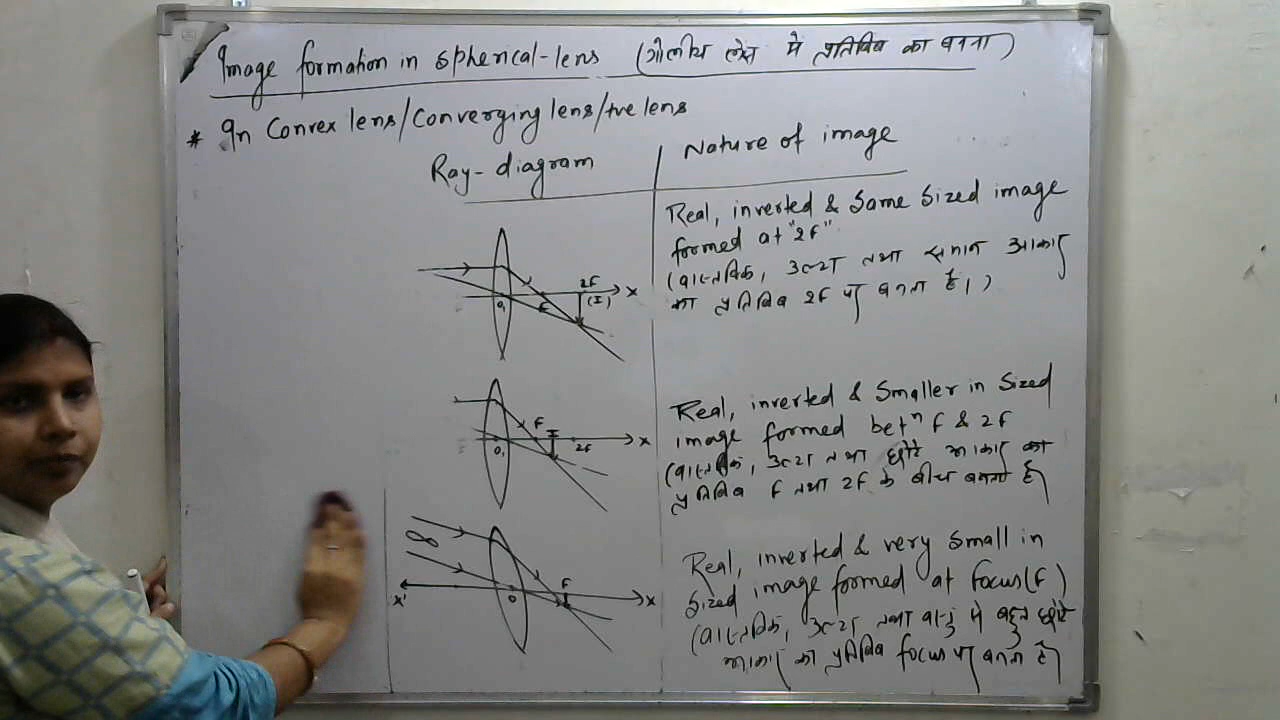 Image formation in spherical-lens (गोलीय लेंस मे प्रतिबिंब का बनना)
* In Convex lens/Converging lens/+ve lens
Ray-diagram
Nature of image
Real, inverted & Same Sized image
formed at "2F"
(वास्तविक, उल्टा तथा समान आकार
का प्रतिबिंब 2F पर बनता है।)
2F
(I)
X
O,
F
Real, inverted & Smaller in Sized
image formed betⁿ F & 2F
(वास्तविक, उल्टा तथा छोटे आकार का
प्रतिबिंब F तथा 2F के बीच बनता है)
F
I
X
O,
2F
Real, inverted & very small in
Sized image formed at Focus(F)
(वास्तविक, उल्टा तथा वस्तु से बहुत छोटे
आकार का प्रतिबिंब focus पर बनता है)
∞
F
X'
O
X